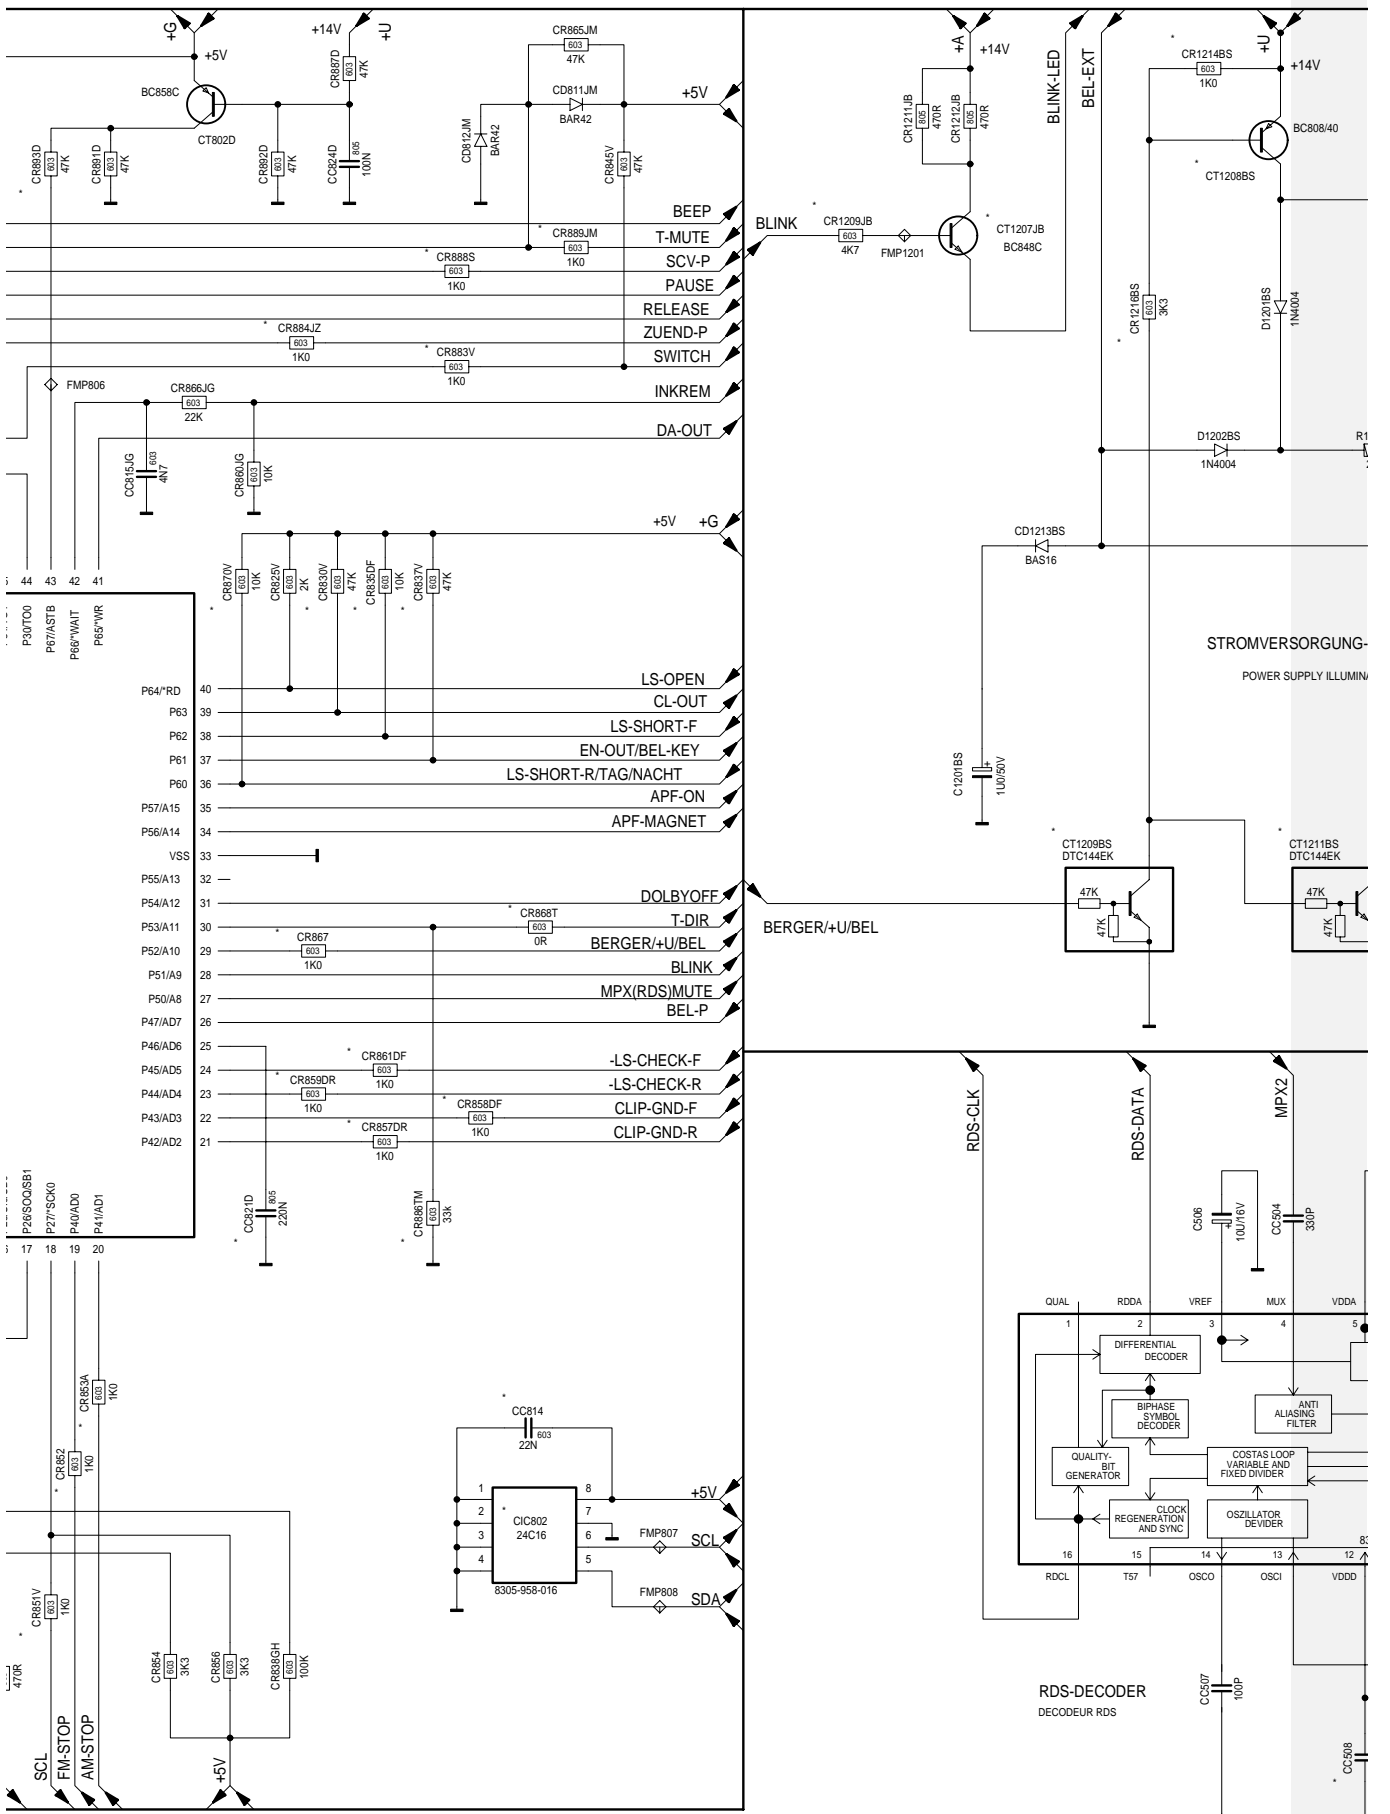 +G
+5V
BC858C
CT802D
CR893D
603
47K
*
CR891D
603
47K
+14V
+U
CR887D
603
47K
CR892D
603
47K
CC824D
805
100N
CR865JM
603
47K
CD811JM
BAR42
CD812JM
BAR42
CR845V
603
47K
+5V
BEEP
T-MUTE
*
CR889JM
603
1K0
SCV-P
*
CR888S
603
1K0
PAUSE
RELEASE
ZUEND-P
*
CR884JZ
603
1K0
SWITCH
*
CR883V
603
1K0
INKREM
FMP806
CR866JG
603
22K
DA-OUT
CC815JG
603
4N7
CR860JG
603
10K
+5V +G
44 43 42 41
P30/TO0
P67/ASTB
P66/*WAIT
P65/*WR
CR870V
603
10K
*
CR825V
603
2K
*
CR830V
603
47K
CR835DF
603
10K
*
CR837V
603
47K
P64/*RD 40 LS-OPEN
P63 39 CL-OUT
P62 38 LS-SHORT-F
P61 37 EN-OUT/BEL-KEY
P60 36 LS-SHORT-R/TAG/NACHT
P57/A15 35 APF-ON
P56/A14 34 APF-MAGNET
VSS 33
P55/A13 32
P54/A12 31 DOLBYOFF
*
CR868T
P53/A11 30 603 T-DIR
0R
*
CR867
P52/A10 29 603 BERGER/+U/BEL
1K0
P51/A9 28 BLINK
P50/A8 27 MPX(RDS)MUTE
P47/AD7 26 BEL-P
P46/AD6 25
*
CR861DF
P45/AD5 24 603 -LS-CHECK-F
1K0
*
CR859DR
P44/AD4 23 603 -LS-CHECK-R
1K0
*
CR858DF
P43/AD3 22 603 CLIP-GND-F
1K0
*
CR857DR
P42/AD2 21 603 CLIP-GND-R
1K0
P26/SOQ/SB1
P27/*SCK0
P40/AD0
P41/AD1
17 18 19 20
CC821D
805
220N
*
CR886TM
603
33k
*
CR853A
603
1K0
*
CR852
603
1K0
*
CR851V
603
1K0
*
470R
CR854
603
3K3
CR856
603
3K3
CR838GH
603
100K
SCL
FM-STOP
AM-STOP
+5V
*
CC814
603
22N
1 8
2 7
3 6
4 5
*
CIC802
24C16
8305-958-016
+5V
FMP807
SCL
FMP808
SDA
+A
+14V
CR1211JB
805
470R
CR1212JB
805
470R
BLINK-LED
BEL-EXT
BLINK
*
CR1209JB
603
4K7
FMP1201
*
CT1207JB
BC848C
*
CR1214BS
603
1K0
+U
+14V
BC808/40
*
CT1208BS
CR1216BS
603
3K3
*
D1201BS
1N4004
D1202BS
1N4004
R1
CD1213BS
BAS16
STROMVERSORGUNG-
POWER SUPPLY ILLUMINA
C1201BS
+
1U0/50V
*
CT1209BS
DTC144EK
47K
47K
*
CT1211BS
DTC144EK
47K
47K
BERGER/+U/BEL
RDS-CLK
RDS-DATA
MPX2
C506
+
10U/16V
CC504
330P
QUAL RDDA VREF MUX VDDA
1 2 3 4 5
DIFFERENTIAL
DECODER
BIPHASE
SYMBOL
DECODER
ANTI
ALIASING
FILTER
QUALITY-
BIT
GENERATOR
COSTAS LOOP
VARIABLE AND
FIXED DIVIDER
CLOCK
REGENERATION
AND SYNC
OSZILLATOR
DEVIDER
83
16 15 14 13 12
RDCL T57 OSCO OSCI VDDD
RDS-DECODER
DECODEUR RDS
CC507
100P
CC508
*